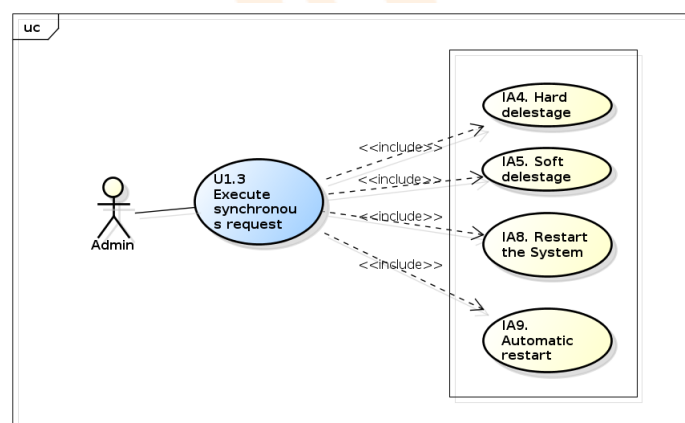 uc
IA4. Hard
delestage
<<include>>
IA5. Soft
delestage
<<include>>
U1.3
Execute
synchronou
s request
<<include>>
IA8. Restart
the System
Admin
<<include>>
IA9.
Automatic
restart